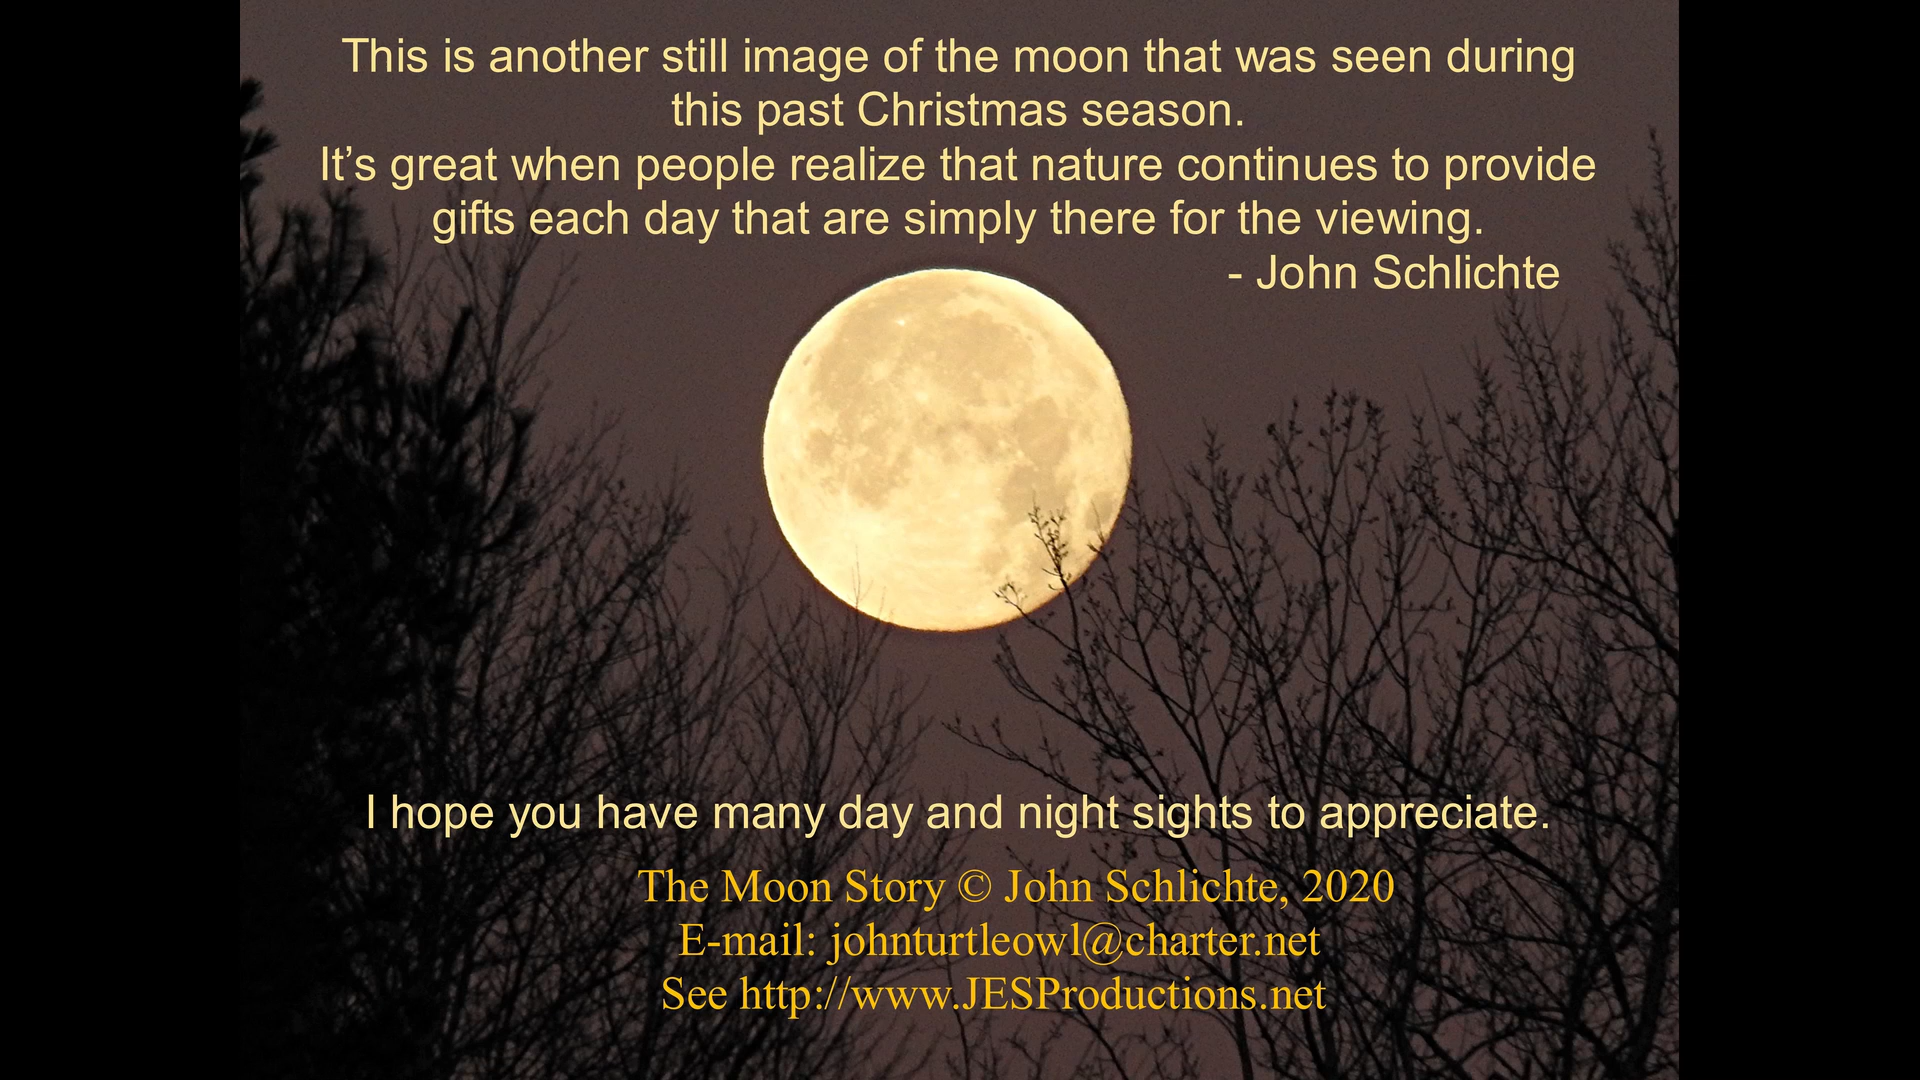 This is another still image of the moon that was seen during
this past Christmas season.
It’s great when people realize that nature continues to provide
gifts each day that are simply there for the viewing.
- John Schlichte
I hope you have many day and night sights to appreciate.
The Moon Story © John Schlichte, 2020
E-mail: johnturtleowl@charter.net
See http://www.JESProductions.net